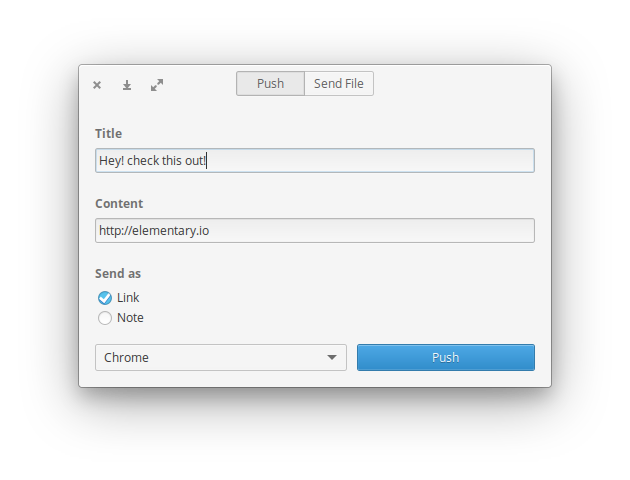 Push Send File
Title
Hey! check this out!
Content
http://elementary.io
Send as
Link
Note
Chrome Push